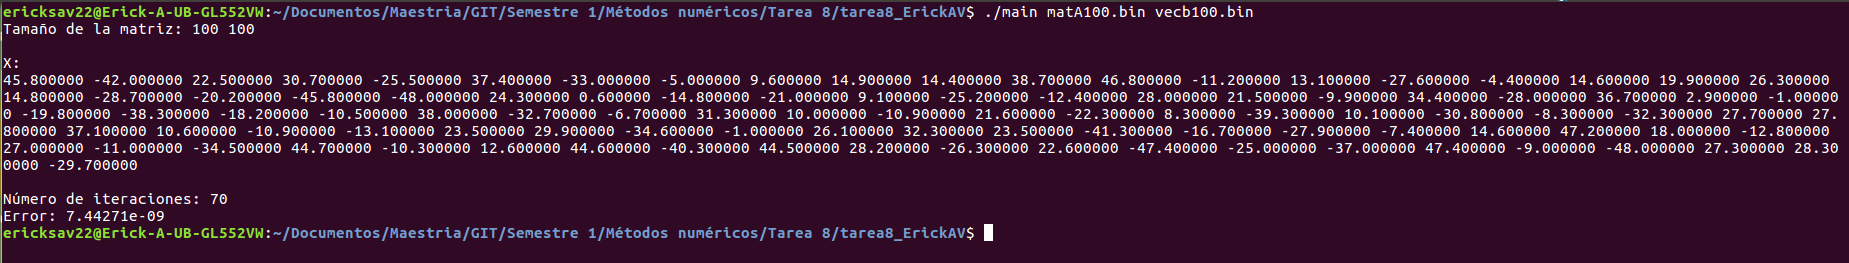 ericksav22@Erick-A-UB-GL552VW:~/Documentos/Maestria/GIT/Semestre 1/Métodos numéricos/Tarea 8/tarea8_ErickAV$ ./main matA100.bin vecb100.bin
Tamaño de la matriz: 100 100
X:
45.800000 -42.000000 22.500000 30.700000 -25.500000 37.400000 -33.000000 -5.000000 9.600000 14.900000 14.400000 38.700000 46.800000 -11.200000 13.100000 -27.600000 -4.400000 14.600000 19.900000 26.300000
14.800000 -28.700000 -20.200000 -45.800000 -48.000000 24.300000 0.600000 -14.800000 -21.000000 9.100000 -25.200000 -12.400000 28.000000 21.500000 -9.900000 34.400000 -28.000000 36.700000 2.900000 -1.00000
0 -19.800000 -38.300000 -18.200000 -10.500000 38.000000 -32.700000 -6.700000 31.300000 10.000000 -10.900000 21.600000 -22.300000 8.300000 -39.300000 10.100000 -30.800000 -8.300000 -32.300000 27.700000 27.
800000 37.100000 10.600000 -10.900000 -13.100000 23.500000 29.900000 -34.600000 -1.000000 26.100000 32.300000 23.500000 -41.300000 -16.700000 -27.900000 -7.400000 14.600000 47.200000 18.000000 -12.800000
27.000000 -11.000000 -34.500000 44.700000 -10.300000 12.600000 44.600000 -40.300000 44.500000 28.200000 -26.300000 22.600000 -47.400000 -25.000000 -37.000000 47.400000 -9.000000 -48.000000 27.300000 28.30
0000 -29.700000
Número de iteraciones: 70
Error: 7.44271e-09
ericksav22@Erick-A-UB-GL552VW:~/Documentos/Maestria/GIT/Semestre 1/Métodos numéricos/Tarea 8/tarea8_ErickAV$